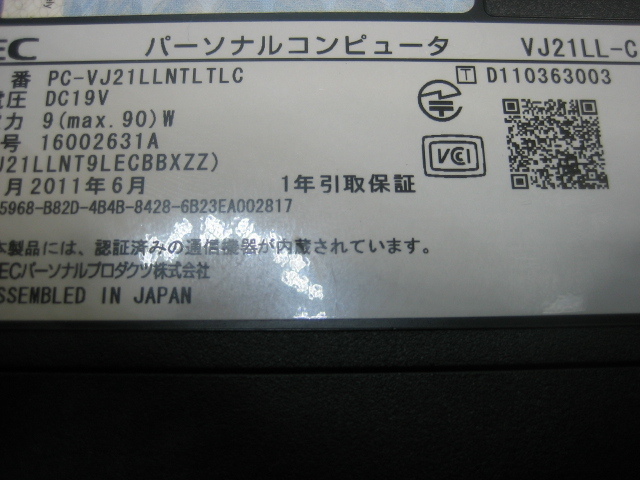 EC パーソナルコンピュータ VJ21LL-C
番 PC-VJ21LLNTLTLC
電圧 DC19V
力 9(max.90)W
号 16002631A
J21LLNT9LECBBXZZ)
月 2011年6月 1年引取保証
5968-B82D-4B4B-8428-6B23EA002817
本製品には、認証済みの通信機器が内蔵されています。
ECパーソナルプロダクツ株式会社
SSEMBLED IN JAPAN
T D110363003
VCI